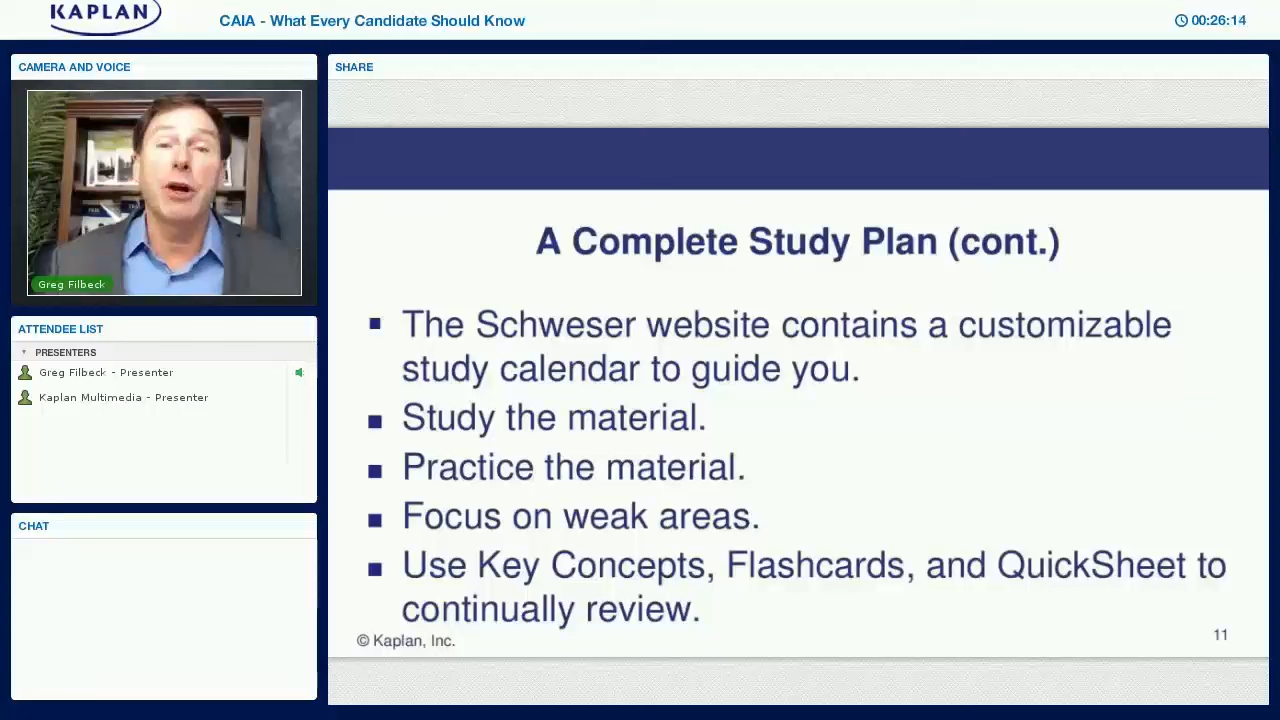 KAPLAN
CAIA - What Every Candidate Should Know
00:26:14
CAMERA AND VOICE
Greg Filbeck
ATTENDEE LIST
PRESENTERS
Greg Filbeck - Presenter
Kaplan Multimedia - Presenter
CHAT
SHARE
A Complete Study Plan (cont.)
The Schweser website contains a customizable
study calendar to guide you.
Study the material.
Practice the material.
Focus on weak areas.
Use Key Concepts, Flashcards, and QuickSheet to
continually review.
© Kaplan, Inc.
11